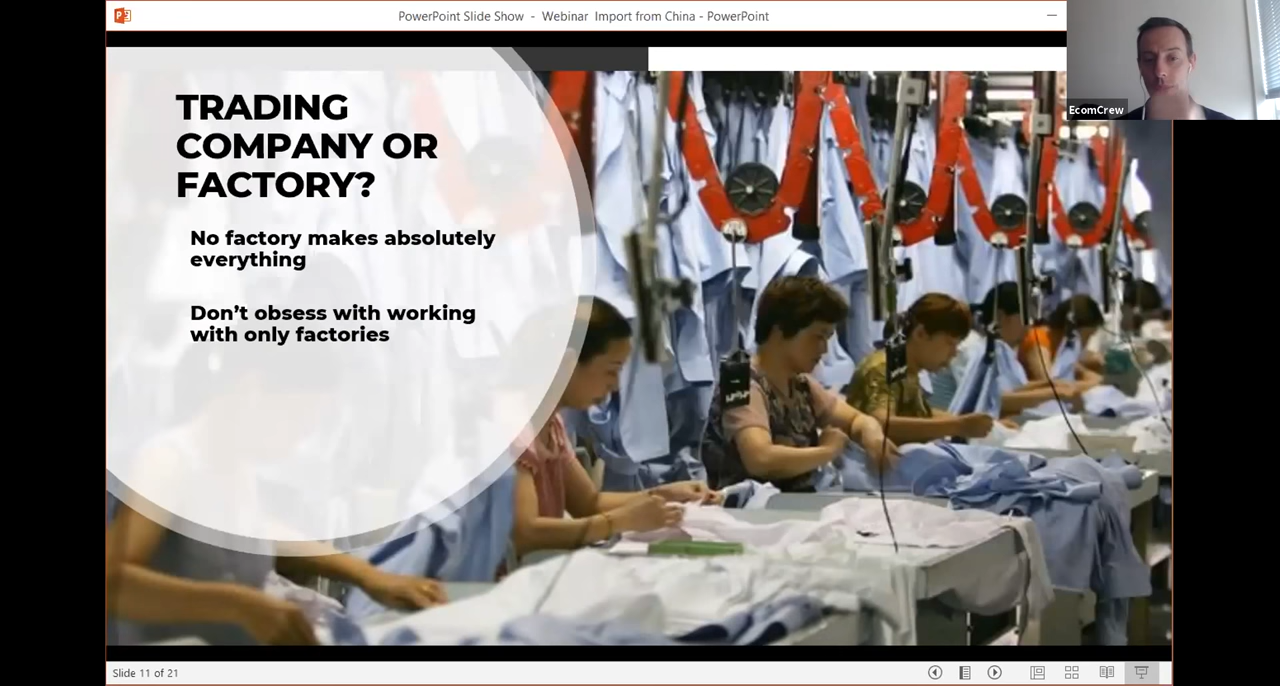 PowerPoint Slide Show - Webinar Import from China - PowerPoint
EcomCrew
TRADING
COMPANY OR
FACTORY?
No factory makes absolutely
everything
Don’t obsess with working
with only factories
Slide 11 of 21